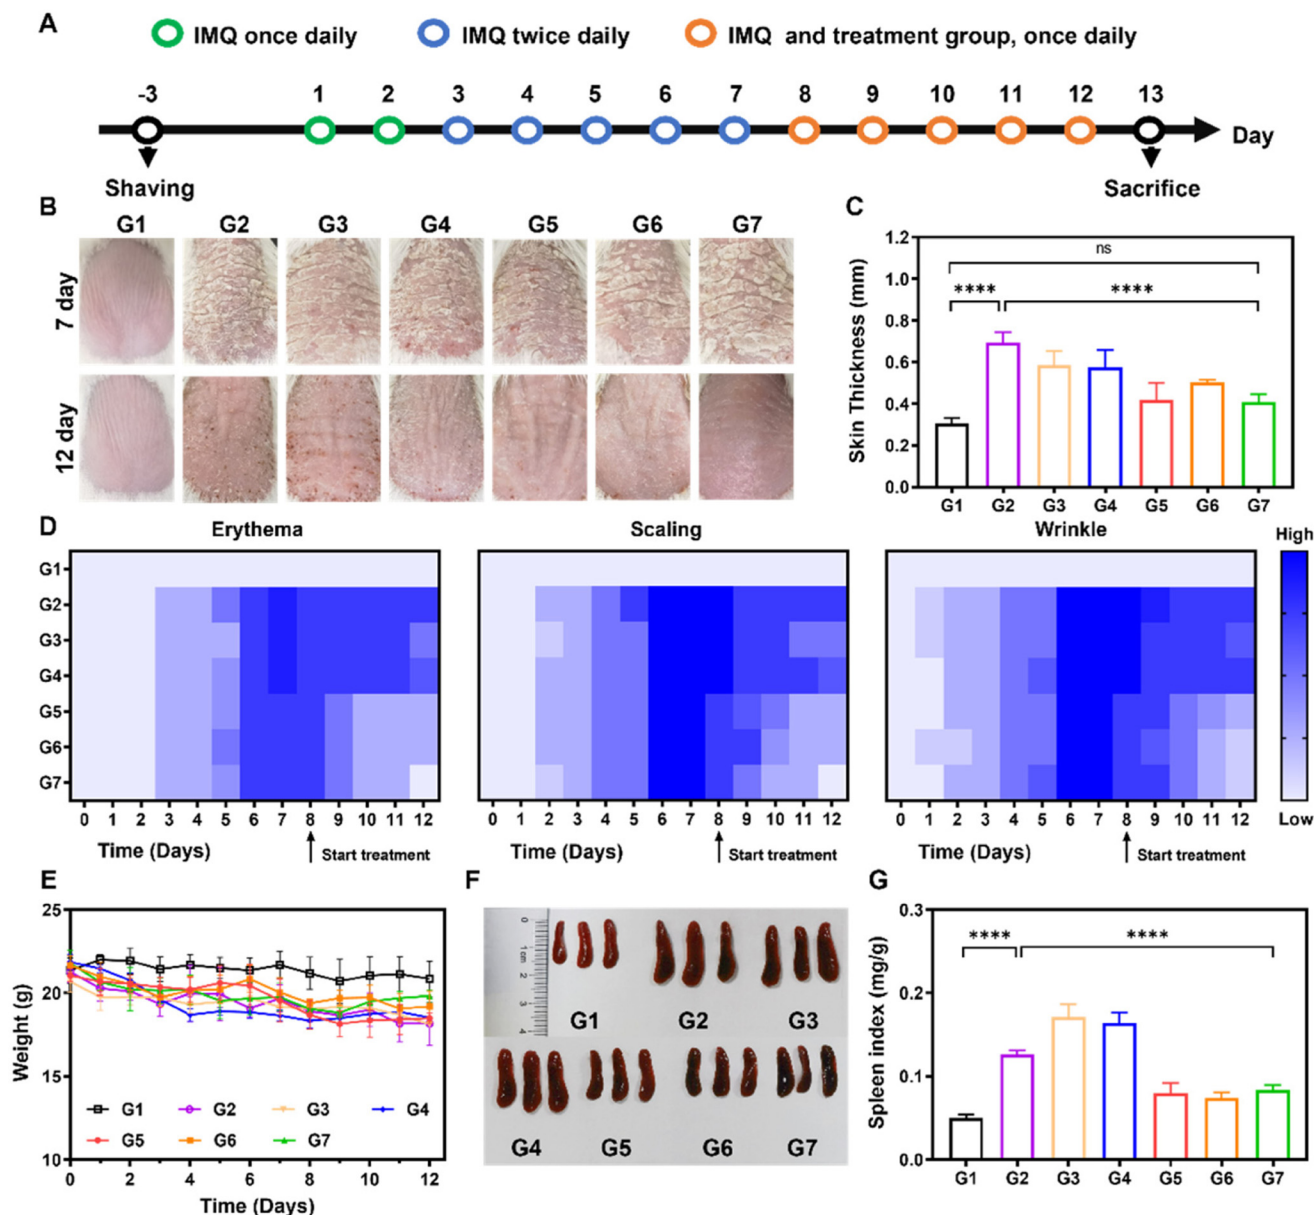 A
IMQ once daily
IMQ twice daily
IMQ and treatment group, once daily
-3 1 2 3 4 5 6 7 8 9 10 11 12 13
Day
Shaving
Sacrifice
B
G1 G2 G3 G4 G5 G6 G7
7 day
12 day
C
Skin Thickness (mm)
1.2
1.0
0.8
0.6
0.4
0.2
0.0
ns
**** ****
G1 G2 G3 G4 G5 G6 G7
D
Erythema
Scaling
Wrinkle
High
Low
G1
G2
G3
G4
G5
G6
G7
0 1 2 3 4 5 6 7 8 9 10 11 12
Time (Days)
Start treatment
0 1 2 3 4 5 6 7 8 9 10 11 12
Time (Days)
Start treatment
0 1 2 3 4 5 6 7 8 9 10 11 12
Time (Days)
Start treatment
E
Weight (g)
25
20
15
10
G1 G2 G3 G4
G5 G6 G7
0 2 4 6 8 10 12
Time (Days)
F
0
1cm
2
3
4
G1 G2 G3
G4 G5 G6 G7
G
Spleen index (mg/g)
0.3
0.2
0.1
0.0
**** ****
G1 G2 G3 G4 G5 G6 G7